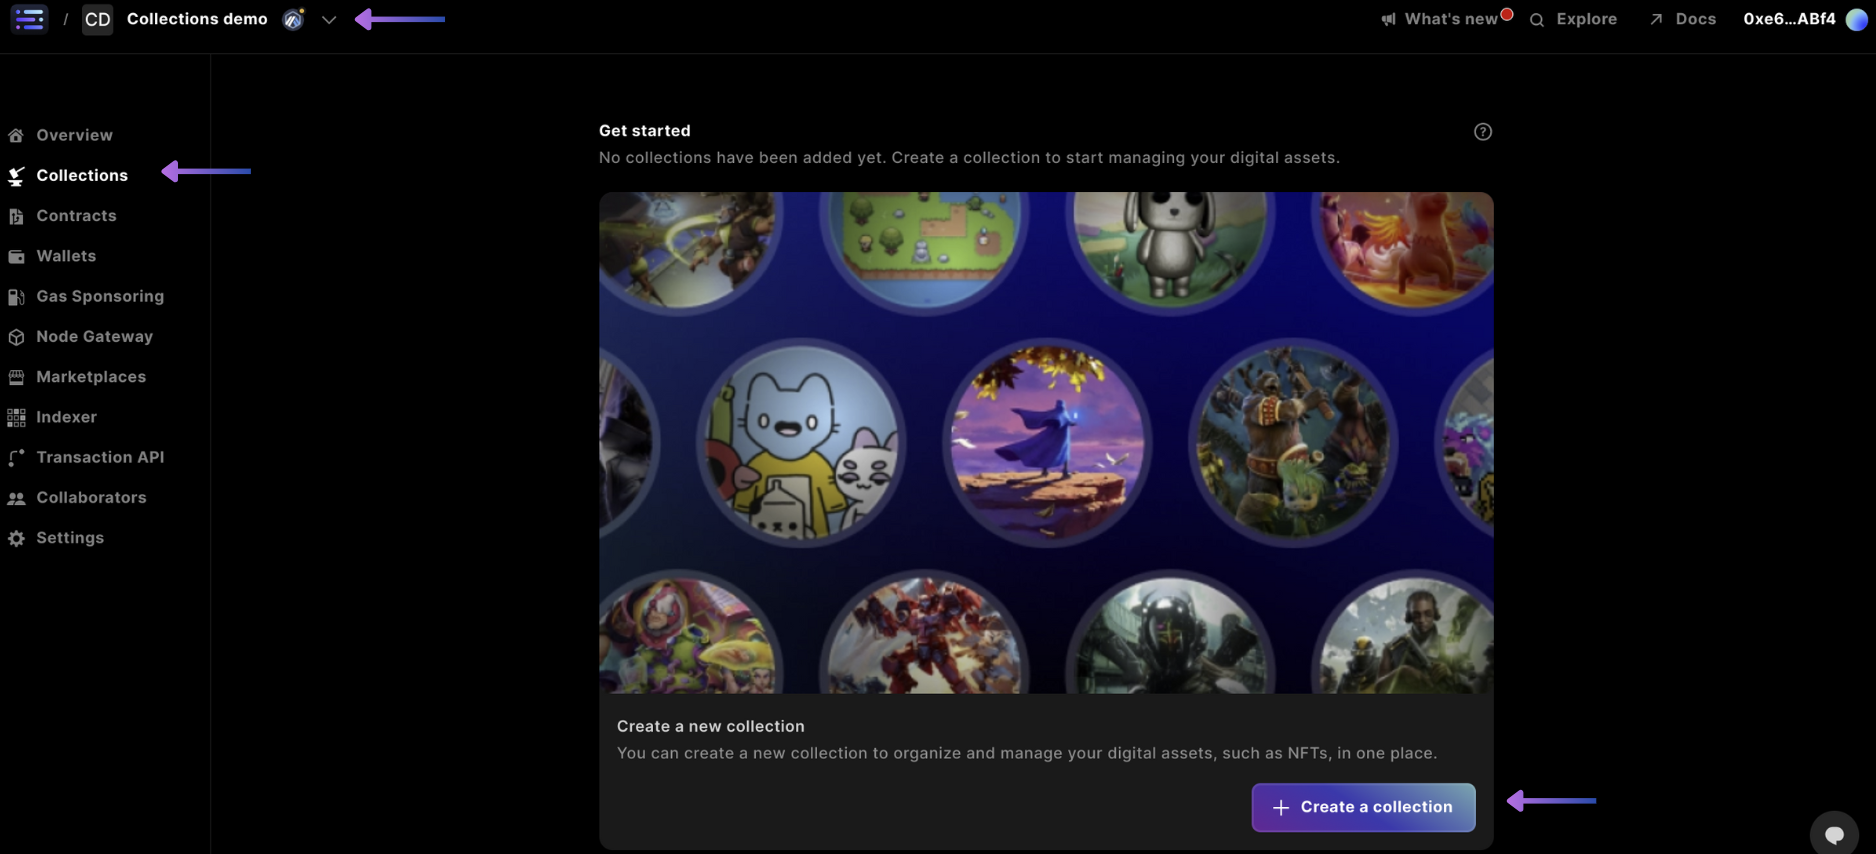 / CD Collections demo
What's new Explore Docs 0xe6...ABf4
Overview
Collections
Contracts
Wallets
Gas Sponsoring
Node Gateway
Marketplaces
Indexer
Transaction API
Collaborators
Settings
Get started
?
No collections have been added yet. Create a collection to start managing your digital assets.
Create a new collection
You can create a new collection to organize and manage your digital assets, such as NFTs, in one place.
+ Create a collection